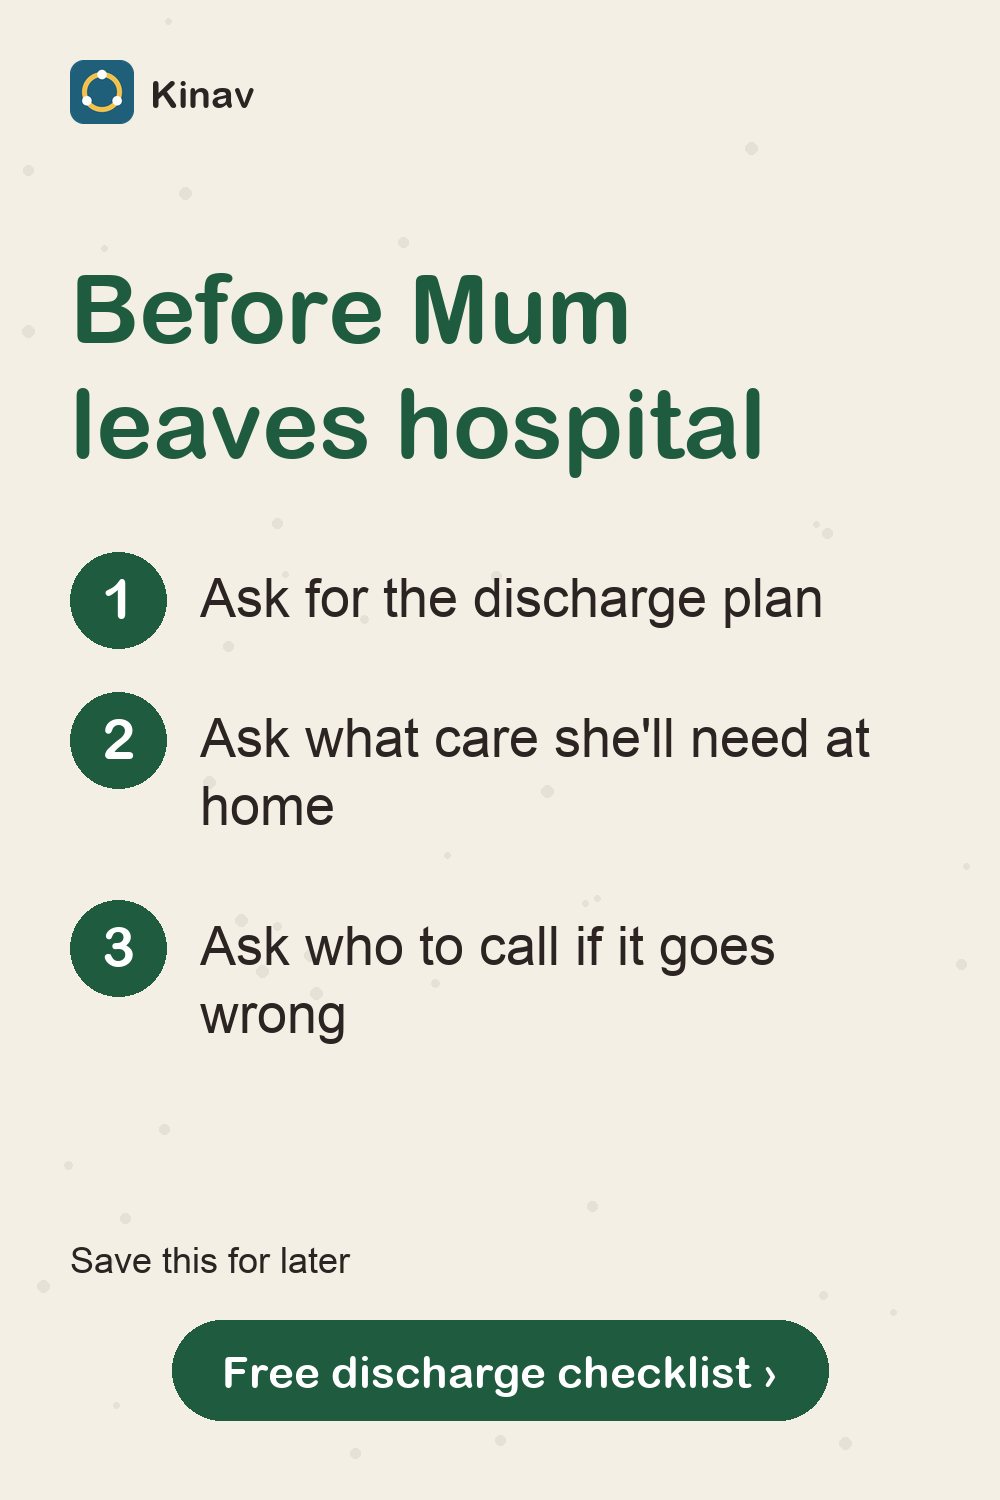 Kinav
Before Mum
leaves hospital
1 Ask for the discharge plan
2 Ask what care she'll need at
home
3 Ask who to call if it goes
wrong
Save this for later
Free discharge checklist ›